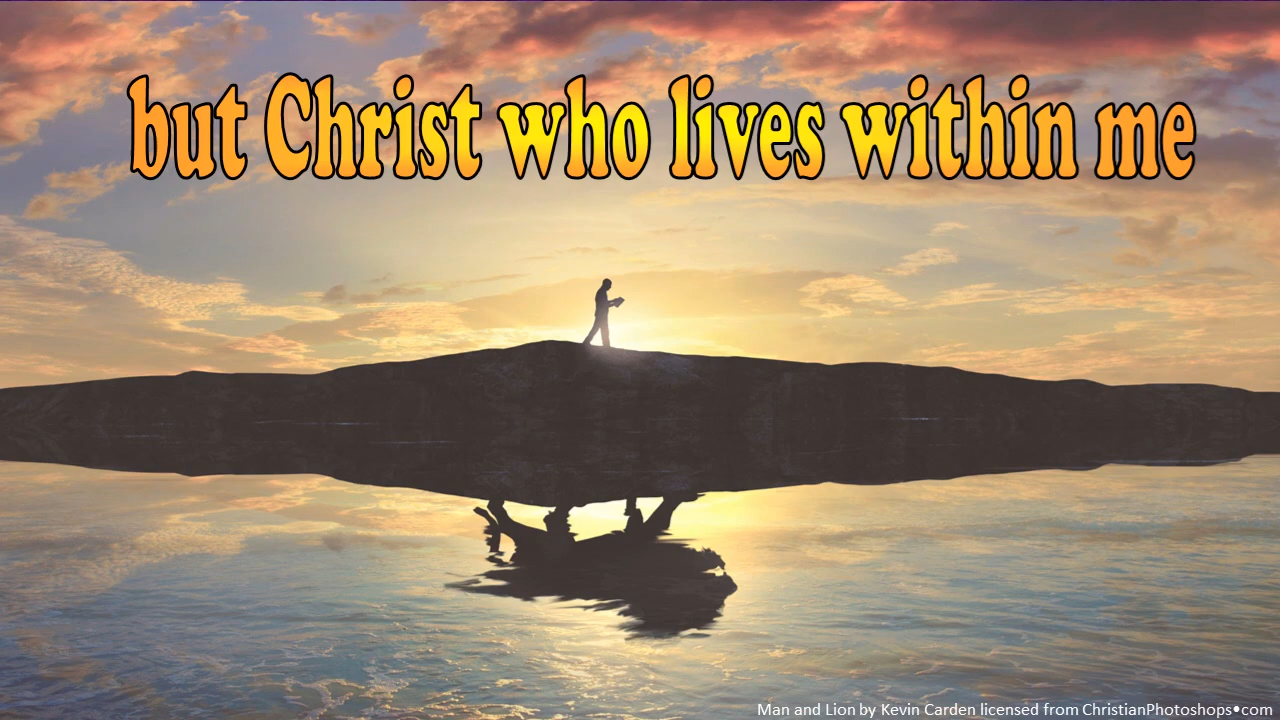 but Christ who lives within me
Man and Lion by Kevin Carden licensed from ChristianPhotoshops•com